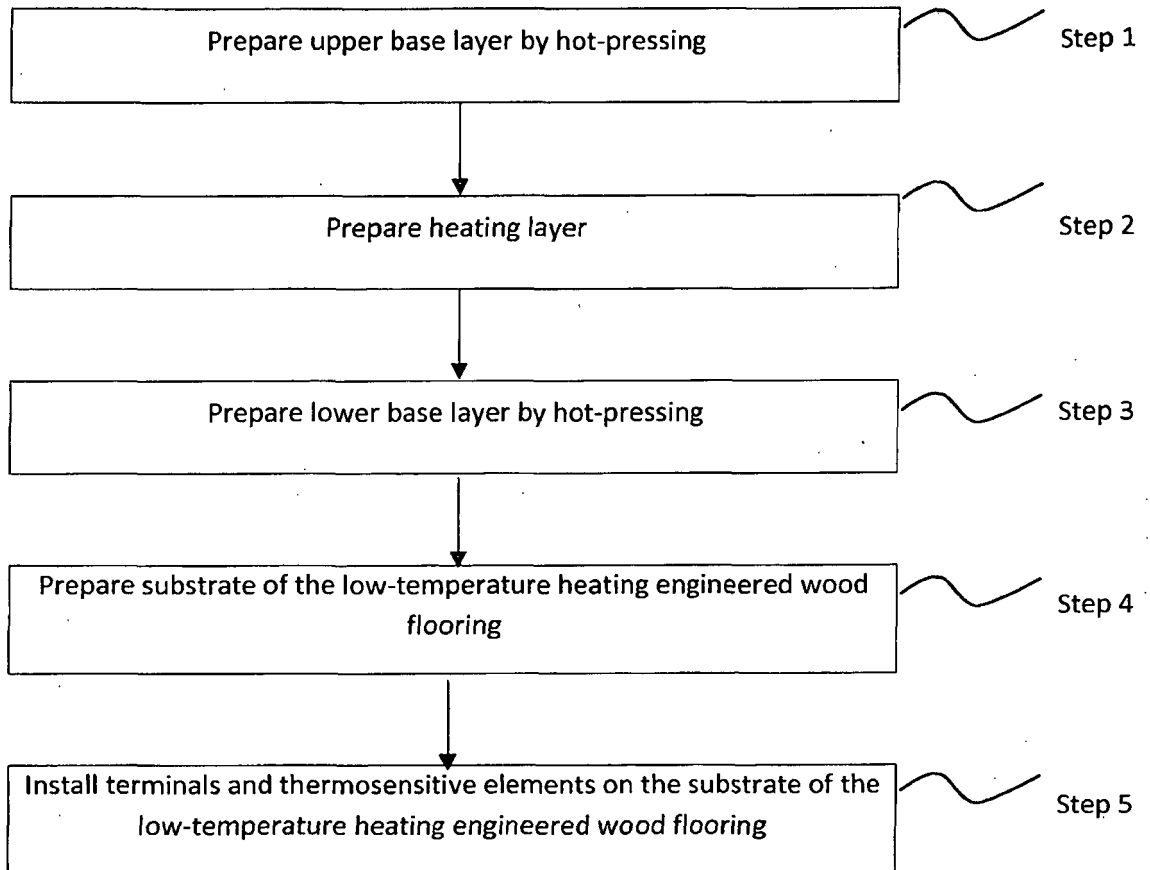 Prepare upper base layer by hot-pressing
Step 1
Prepare heating layer
Step 2
Prepare lower base layer by hot-pressing
Step 3
Prepare substrate of the low-temperature heating engineered wood
flooring
Step 4
Install terminals and thermosensitive elements on the substrate of the
low-temperature heating engineered wood flooring
Step 5